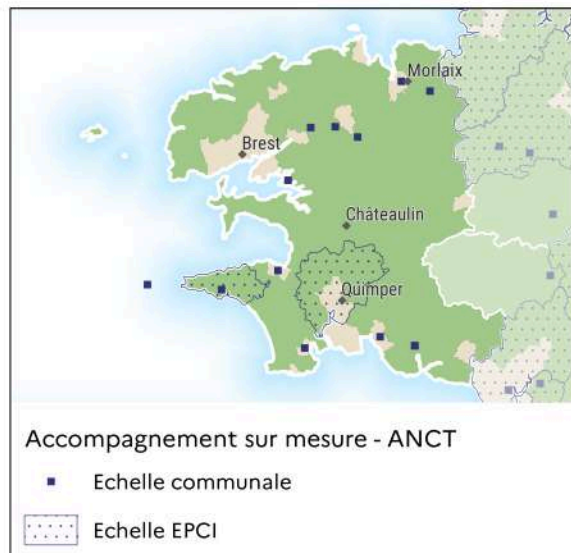 Morlaix
Brest
Châteaulin
Quimper
Accompagnement sur mesure - ANCT
Echelle communale
Echelle EPCI